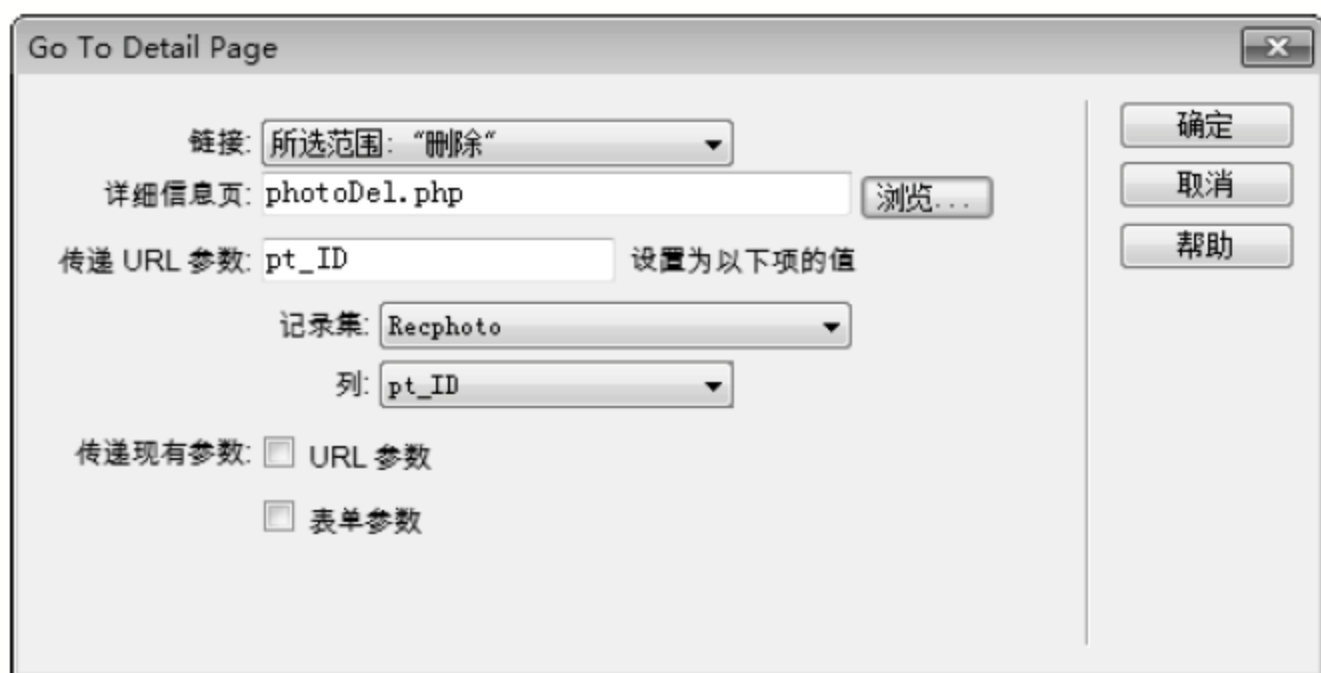 Go To Detail Page
链接: 所选范围: “删除“ 确定
详细信息页: photoDel.php 浏览... 取消
传递 URL 参数: pt_ID 设置为以下项的值 帮助
记录集: Recphoto
列: pt_ID
传递现有参数: URL 参数
表单参数